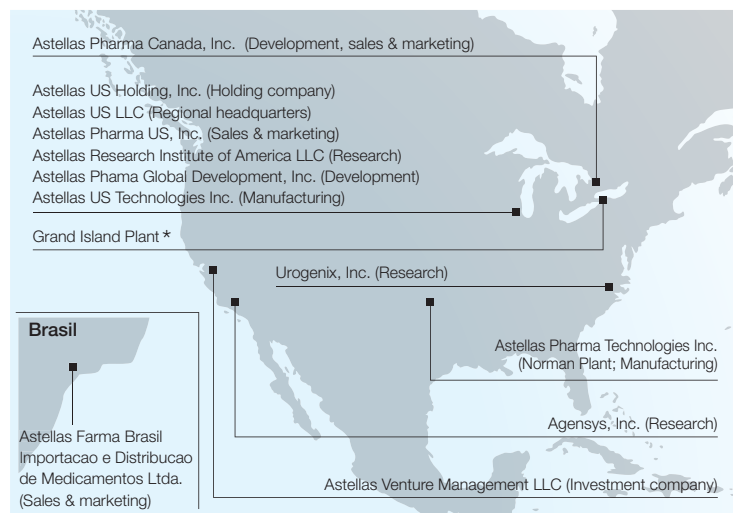 Astellas Pharma Canada, Inc. (Development, sales & marketing)
Astellas US Holding, Inc. (Holding company)
Astellas US LLC (Regional headquarters)
Astellas Pharma US, Inc. (Sales & marketing)
Astellas Research Institute of America LLC (Research)
Astellas Phama Global Development, Inc. (Development)
Astellas US Technologies Inc. (Manufacturing)
Grand Island Plant *
Urogenix, Inc. (Research)
Brasil
Astellas Pharma Technologies Inc.
(Norman Plant; Manufacturing)
Agensys, Inc. (Research)
Astellas Farma Brasil
Importacao e Distribucao
de Medicamentos Ltda.
(Sales & marketing)
Astellas Venture Management LLC (Investment company)